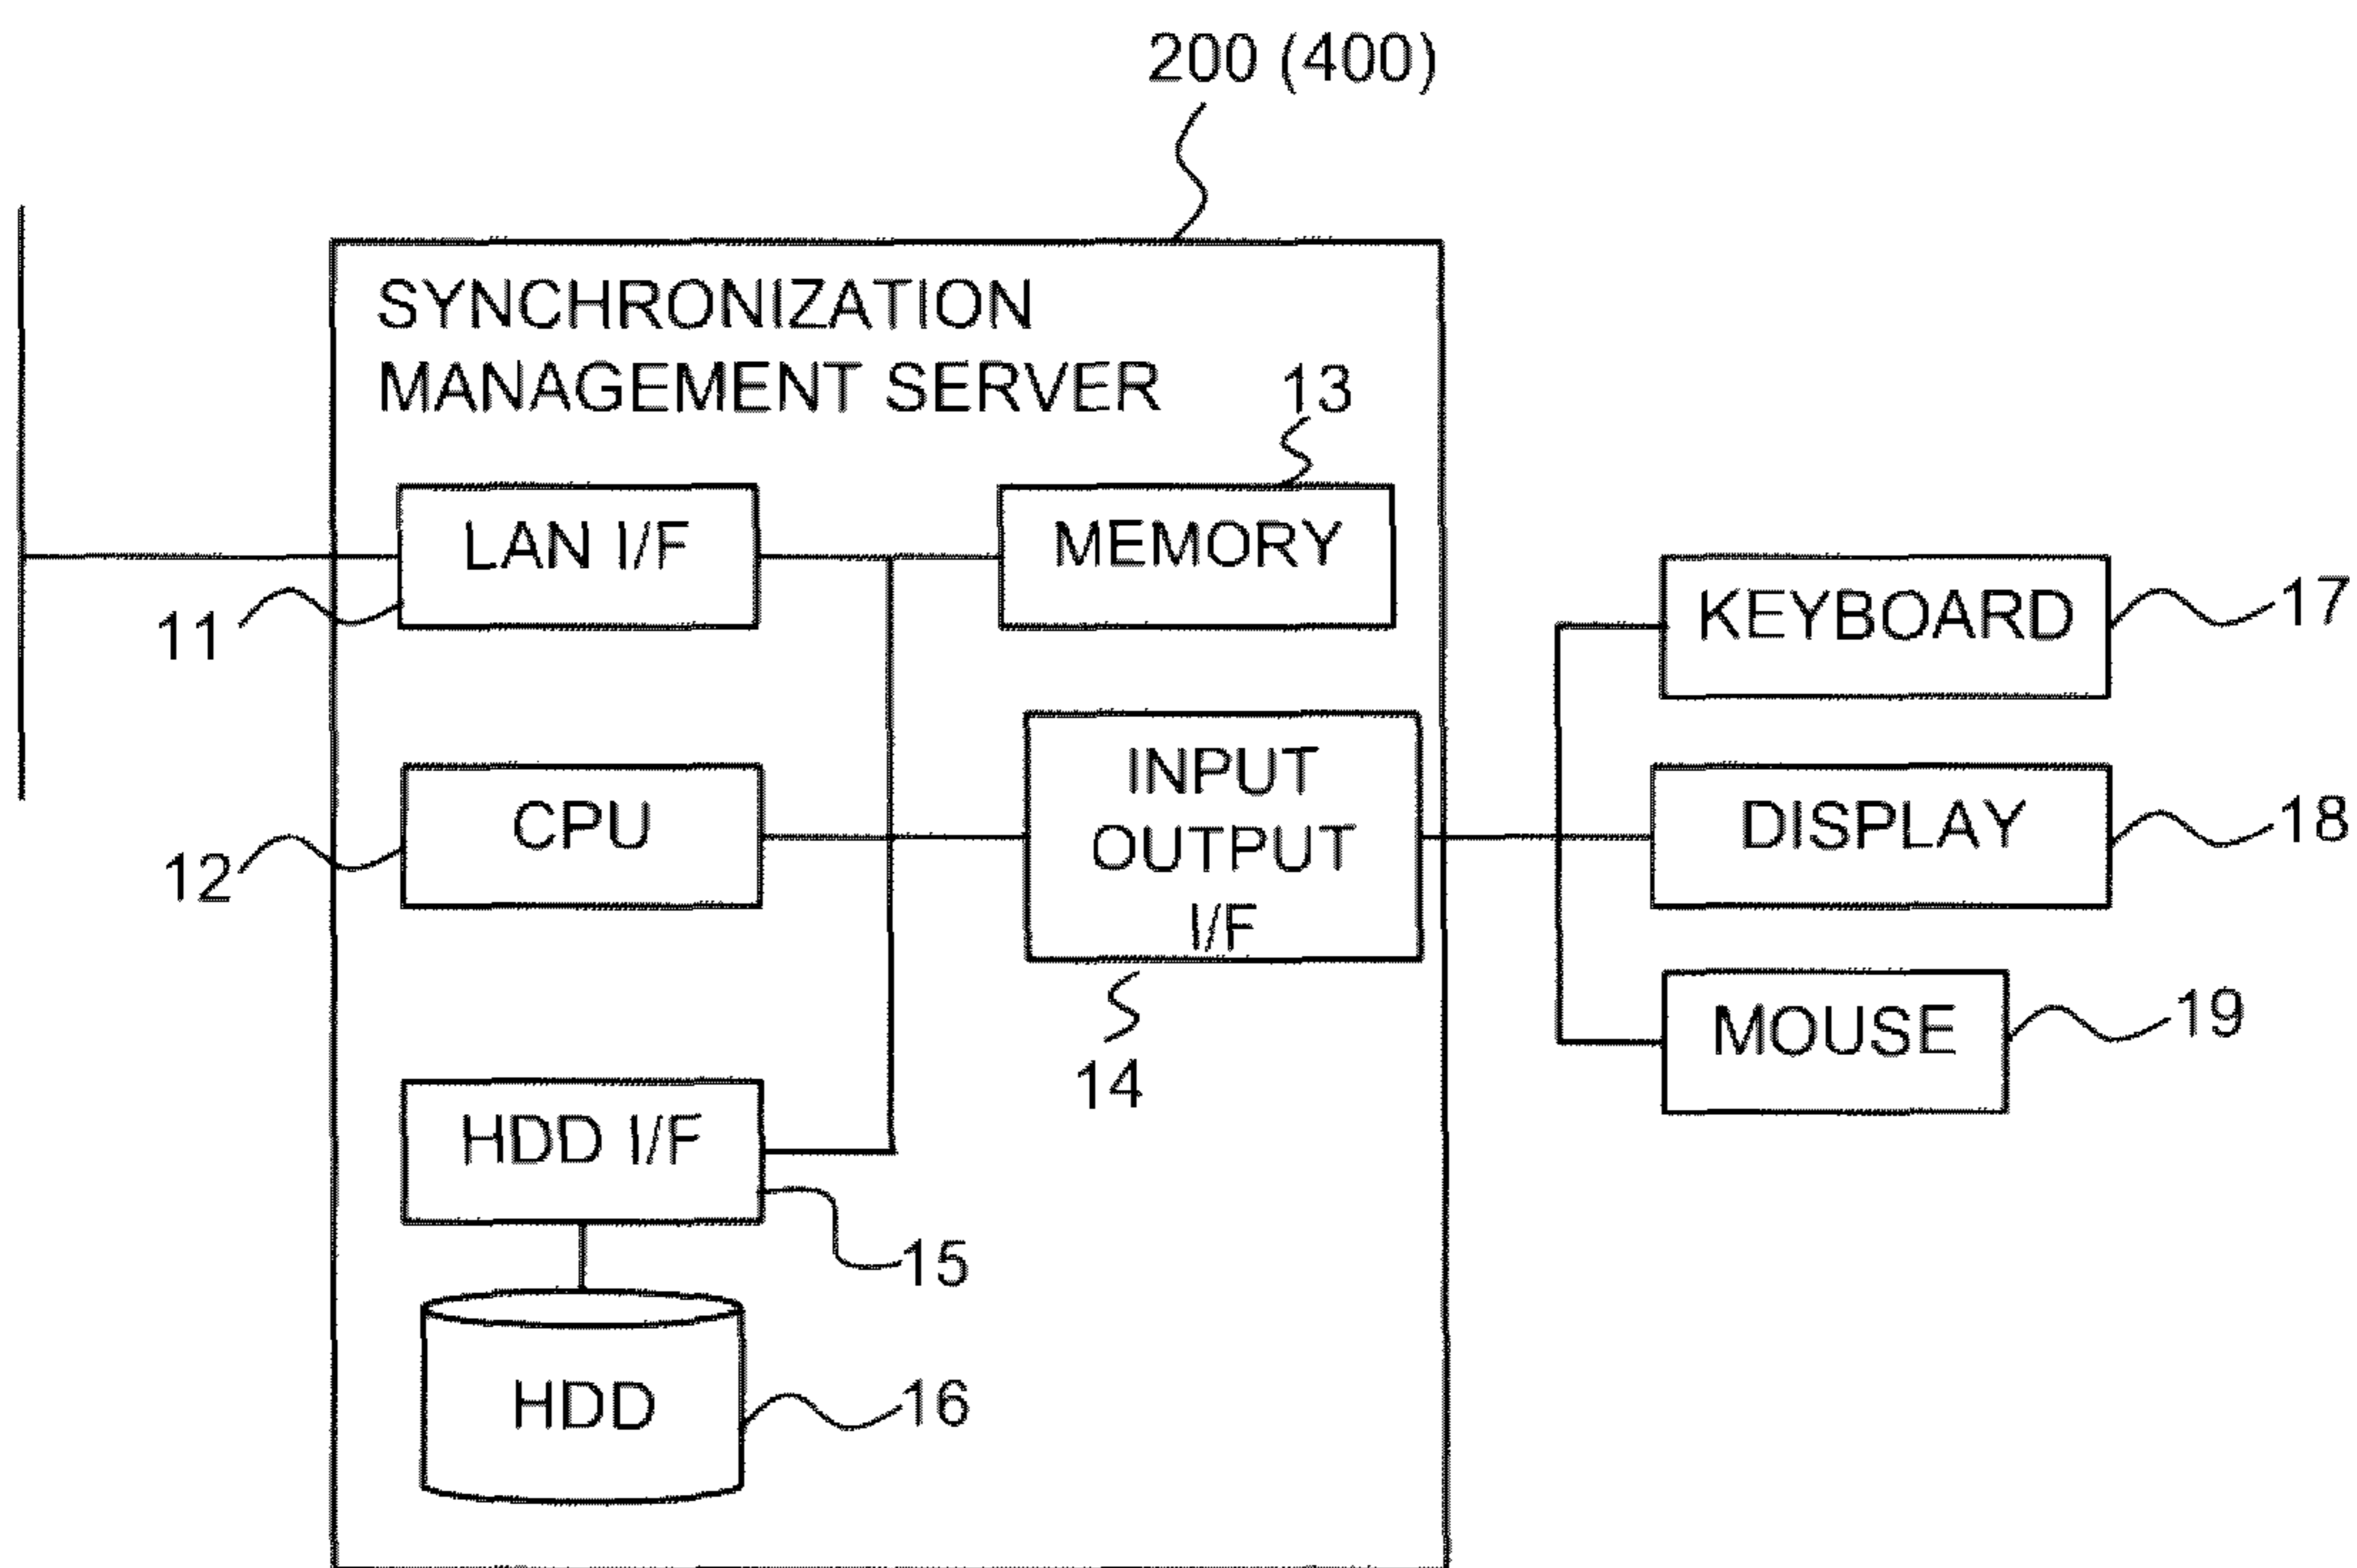 200 (400)
SYNCHRONIZATION
MANAGEMENT SERVER
13
LAN I/F
MEMORY
11
KEYBOARD
17
CPU
12
INPUT
OUTPUT
I/F
14
DISPLAY
18
MOUSE
19
HDD I/F
15
HDD
16